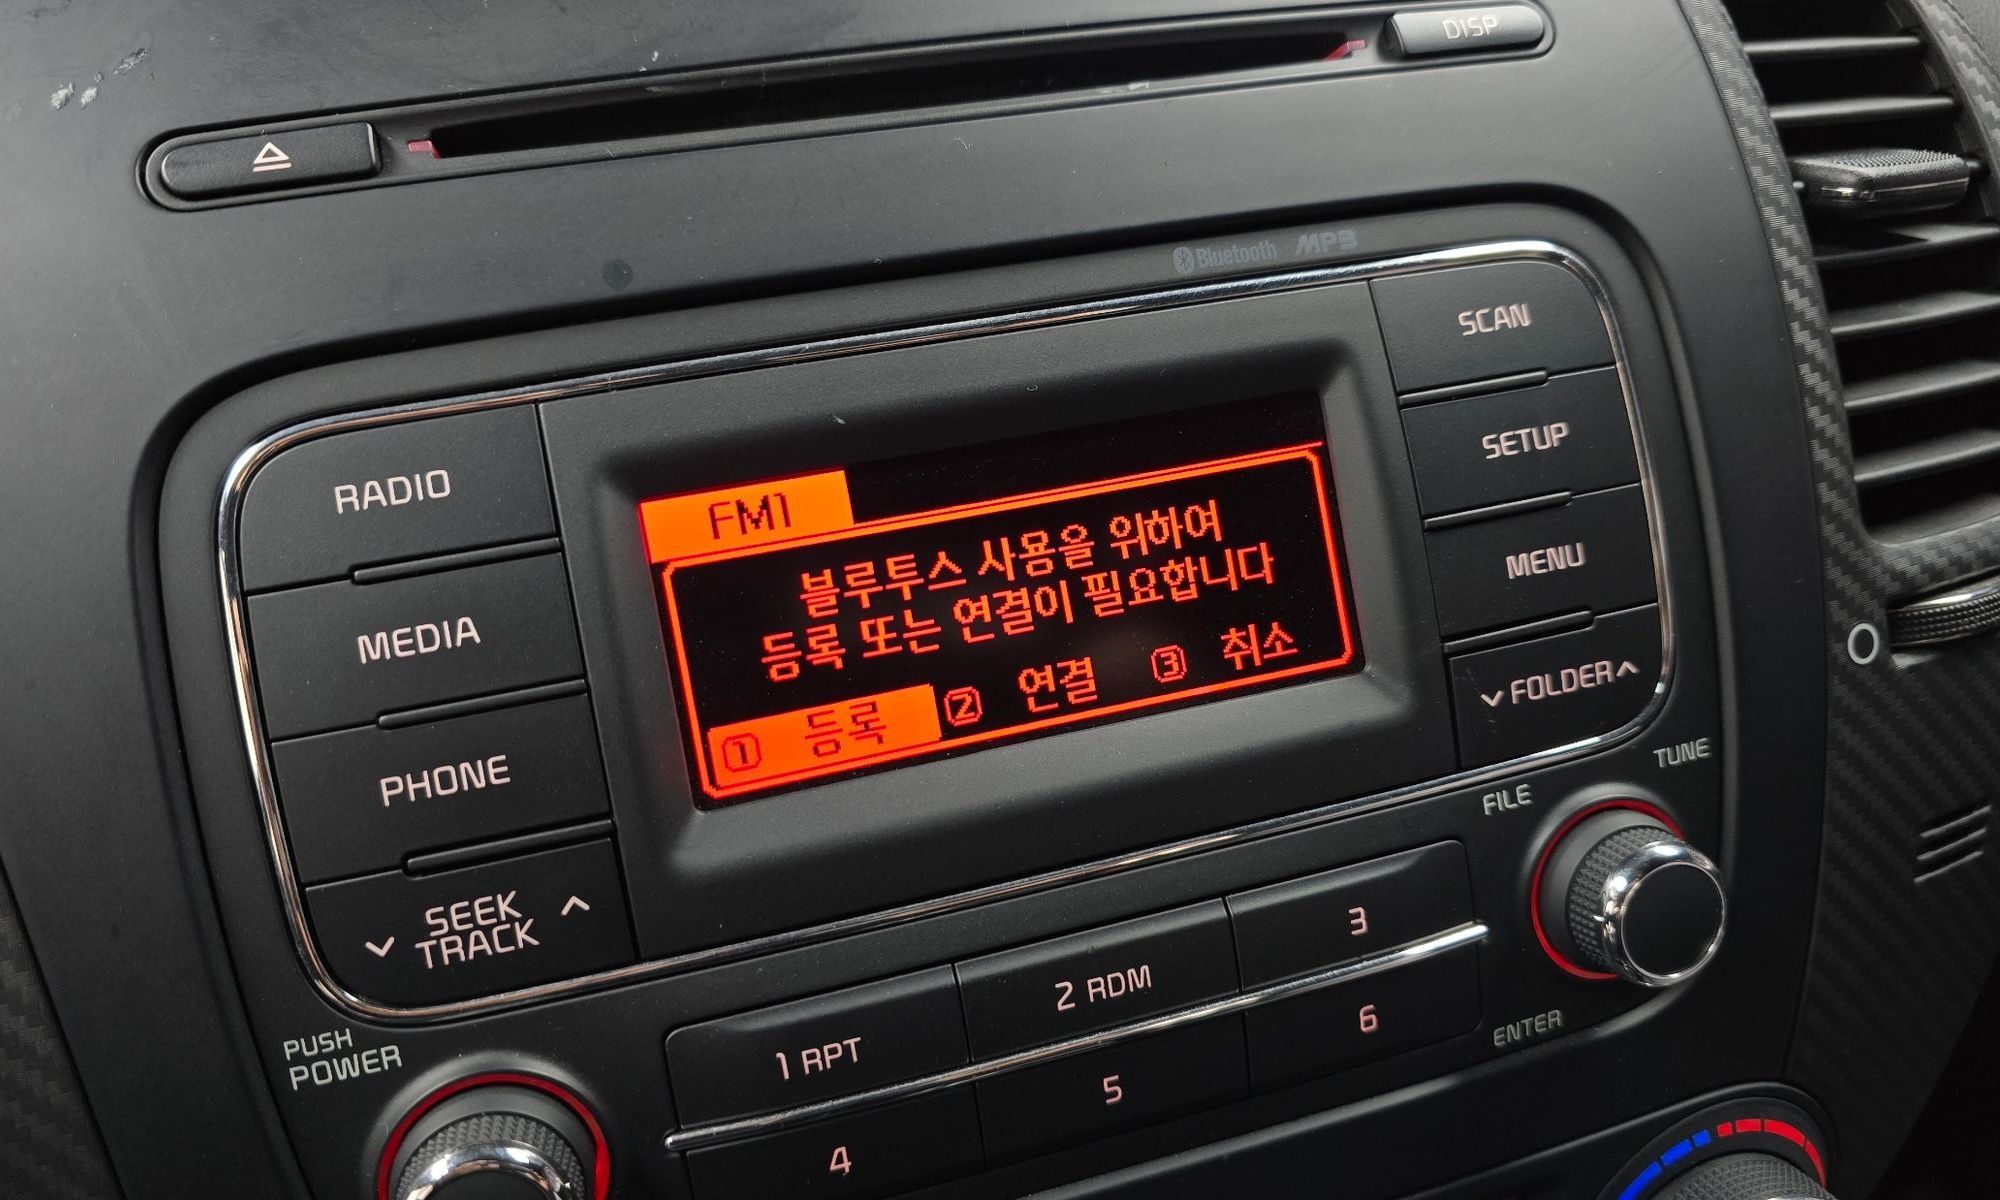 DISP
Bluetooth MP3
SCAN
SETUP
MENU
FOLDER
RADIO
MEDIA
PHONE
SEEK
TRACK
FM1
블루투스 사용을 위하여
등록 또는 연결이 필요합니다
① 등록 ② 연결 ③ 취소
TUNE
FILE
ENTER
PUSH
POWER
1 RPT
2 RDM
3
4
5
6
O